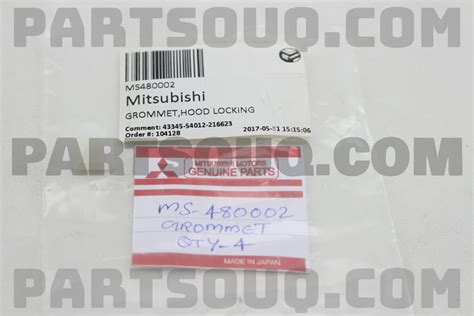 PARTSOUQ.COM
MS480002
Mitsubishi
GROMMET,HOOD LOCKING
Comment: 43345-54012-216623
Order #: 104128
2017-05-01 15:15:06
PARTSOUQ.COM
MITSUBISHI MOTORS
GENUINE PARTS
MS-480002
GROMMET
QTY-4
MADE IN JAPAN
PARTSOUQ.COM